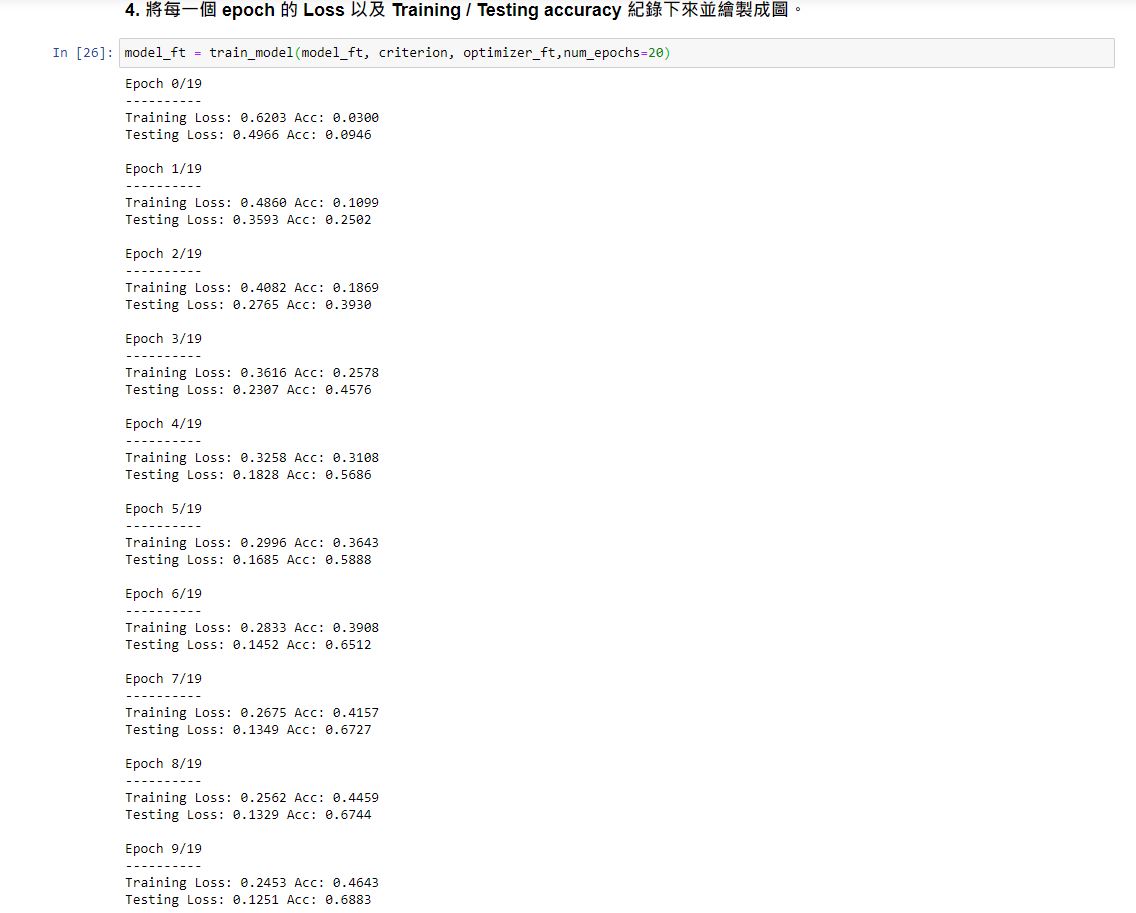 4. 將每一個 epoch 的 Loss 以及 Training / Testing accuracy 紀錄下來並繪製成圖。
In [26]: model_ft = train_model(model_ft, criterion, optimizer_ft,num_epochs=20)
Epoch 0/19
----------
Training Loss: 0.6203 Acc: 0.0300
Testing Loss: 0.4966 Acc: 0.0946
Epoch 1/19
----------
Training Loss: 0.4860 Acc: 0.1099
Testing Loss: 0.3593 Acc: 0.2502
Epoch 2/19
----------
Training Loss: 0.4082 Acc: 0.1869
Testing Loss: 0.2765 Acc: 0.3930
Epoch 3/19
----------
Training Loss: 0.3616 Acc: 0.2578
Testing Loss: 0.2307 Acc: 0.4576
Epoch 4/19
----------
Training Loss: 0.3258 Acc: 0.3108
Testing Loss: 0.1828 Acc: 0.5686
Epoch 5/19
----------
Training Loss: 0.2996 Acc: 0.3643
Testing Loss: 0.1685 Acc: 0.5888
Epoch 6/19
----------
Training Loss: 0.2833 Acc: 0.3908
Testing Loss: 0.1452 Acc: 0.6512
Epoch 7/19
----------
Training Loss: 0.2675 Acc: 0.4157
Testing Loss: 0.1349 Acc: 0.6727
Epoch 8/19
----------
Training Loss: 0.2562 Acc: 0.4459
Testing Loss: 0.1329 Acc: 0.6744
Epoch 9/19
----------
Training Loss: 0.2453 Acc: 0.4643
Testing Loss: 0.1251 Acc: 0.6883